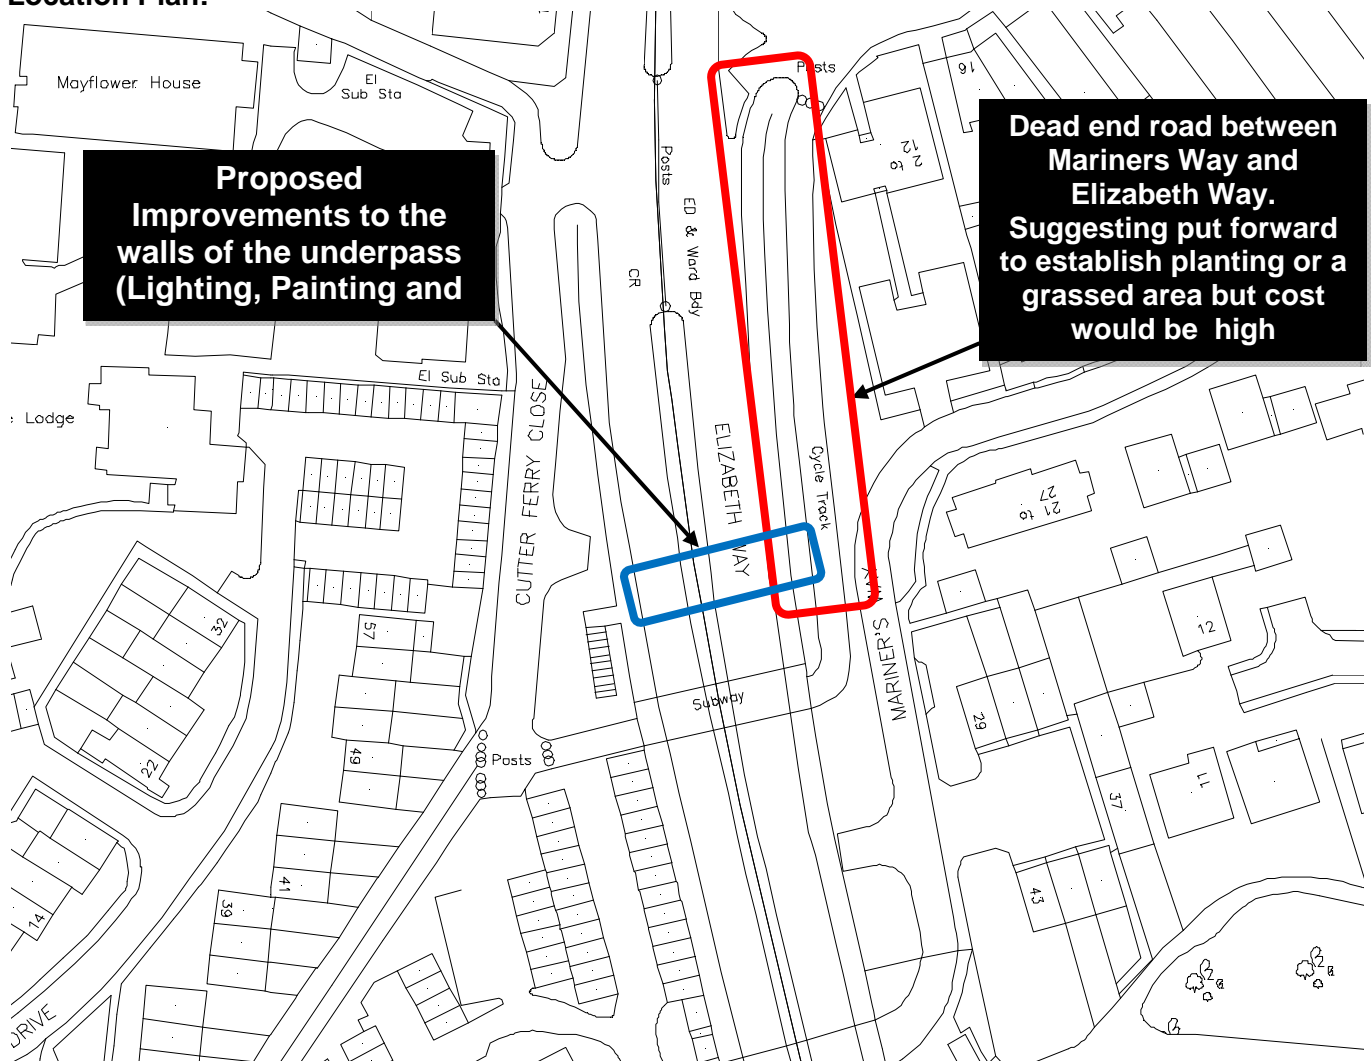 Location Plan:
Mayflower House
El
Sub Sta
Posts
16
2 to
12
Proposed
Improvements to the
walls of the underpass
(Lighting, Painting and
Dead end road between
Mariners Way and
Elizabeth Way.
Suggesting put forward
to establish planting or a
grassed area but cost
would be high
Posts
ED & Ward Bdy
CR
El Sub Sta
Lodge
CUTTER FERRY CLOSE
ELIZABETH WAY
Cycle Track
21 to
27
MARINER'S WAY
32
57
12
Subway
29
49
Posts
22
11
37
41
39
43
14
DRIVE